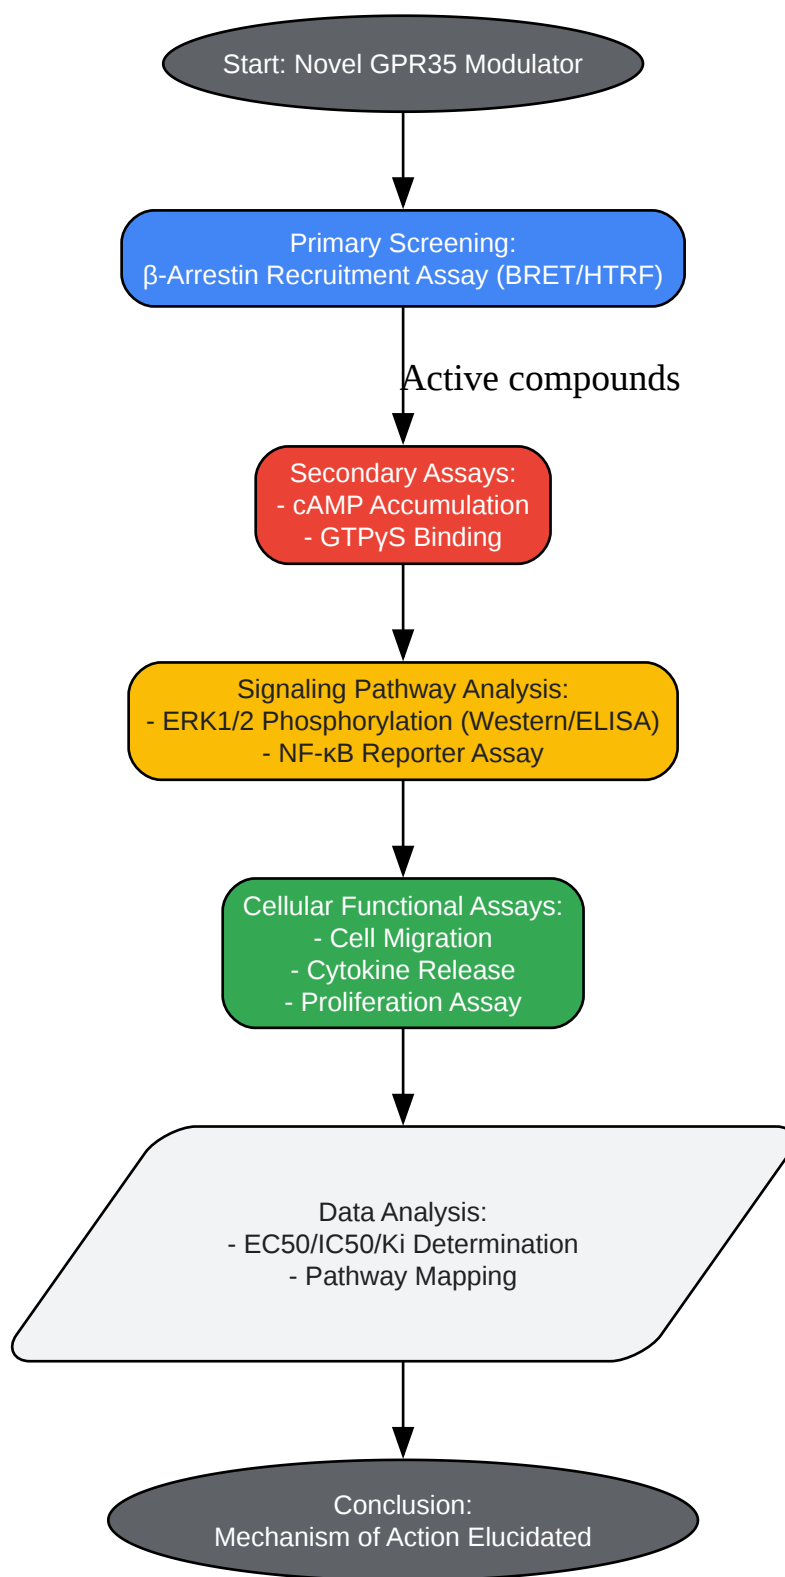 Start: Novel GPR35 Modulator
Primary Screening:
β-Arrestin Recruitment Assay (BRET/HTRF)
Active compounds
Secondary Assays:
- cAMP Accumulation
- GTPγS Binding
Signaling Pathway Analysis:
- ERK1/2 Phosphorylation (Western/ELISA)
- NF-κB Reporter Assay
Cellular Functional Assays:
- Cell Migration
- Cytokine Release
- Proliferation Assay
Data Analysis:
- EC50/IC50/Ki Determination
- Pathway Mapping
Conclusion:
Mechanism of Action Elucidated